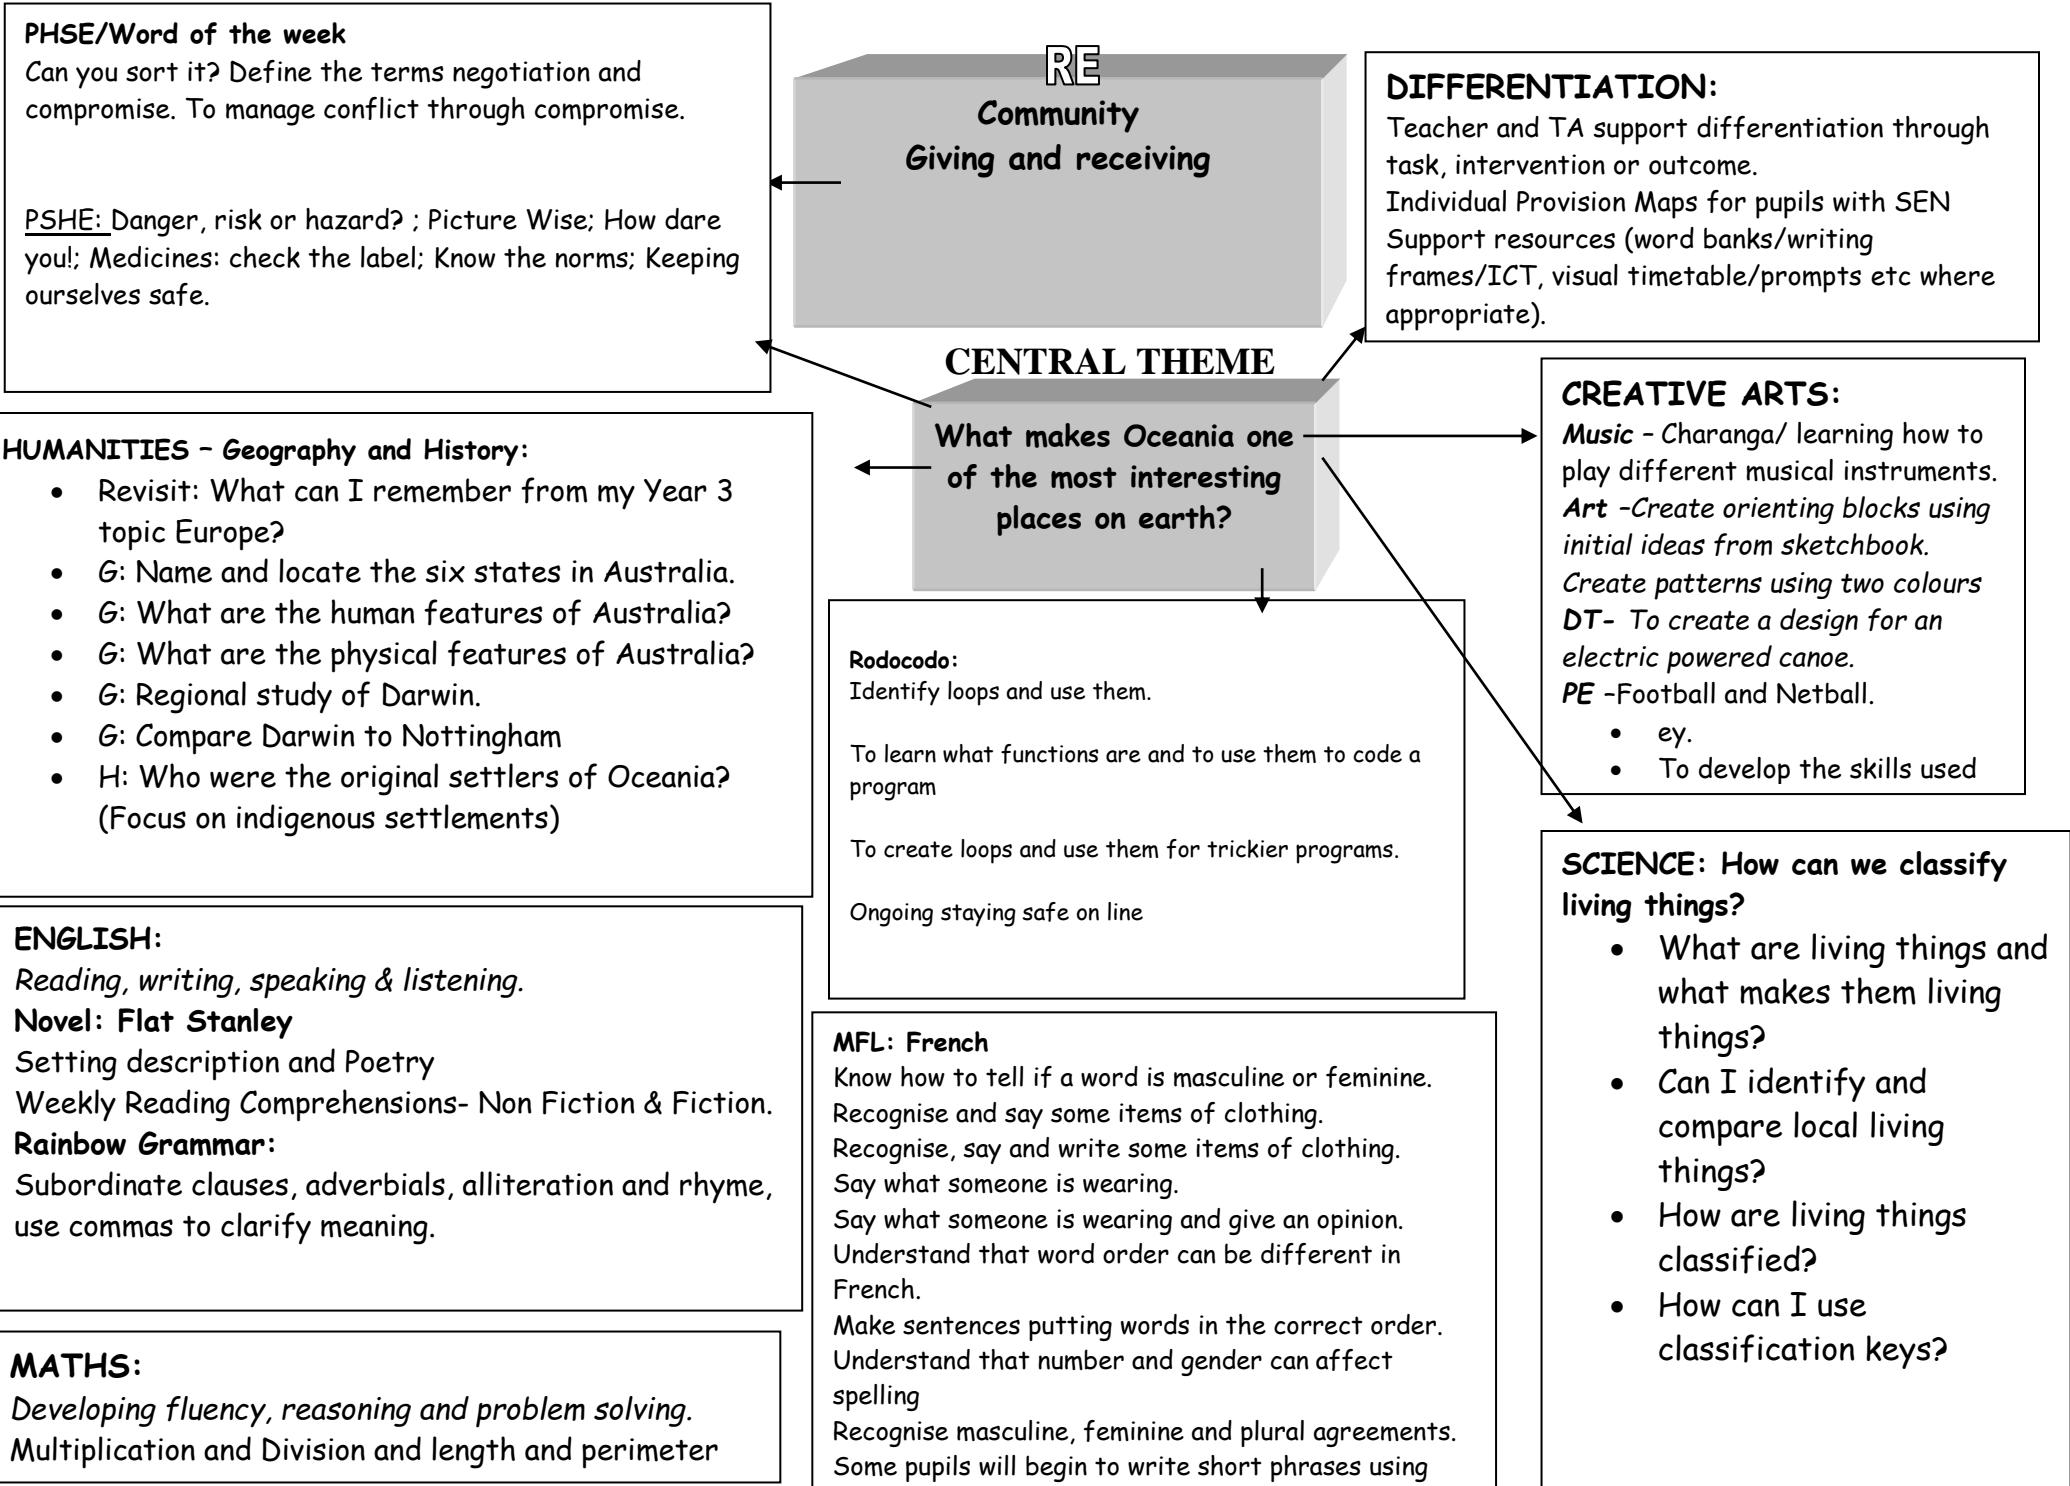 PHSE/Word of the week
Can you sort it? Define the terms negotiation and
compromise. To manage conflict through compromise.
PSHE: Danger, risk or hazard? ; Picture Wise; How dare
you!; Medicines: check the label; Know the norms; Keeping
ourselves safe.
RE
Community
Giving and receiving
DIFFERENTIATION:
Teacher and TA support differentiation through
task, intervention or outcome.
Individual Provision Maps for pupils with SEN
Support resources (word banks/writing
frames/ICT, visual timetable/prompts etc where
appropriate).
CENTRAL THEME
What makes Oceania one
of the most interesting
places on earth?
CREATIVE ARTS:
Music – Charanga/ learning how to
play different musical instruments.
Art –Create orienting blocks using
initial ideas from sketchbook.
Create patterns using two colours
DT- To create a design for an
electric powered canoe.
PE –Football and Netball.
• ey.
• To develop the skills used
HUMANITIES – Geography and History:
• Revisit: What can I remember from my Year 3
topic Europe?
• G: Name and locate the six states in Australia.
• G: What are the human features of Australia?
• G: What are the physical features of Australia?
• G: Regional study of Darwin.
• G: Compare Darwin to Nottingham
• H: Who were the original settlers of Oceania?
(Focus on indigenous settlements)
Rodocodo:
Identify loops and use them.
To learn what functions are and to use them to code a
program
To create loops and use them for trickier programs.
Ongoing staying safe on line
SCIENCE: How can we classify
living things?
• What are living things and
what makes them living
things?
• Can I identify and
compare local living
things?
• How are living things
classified?
• How can I use
classification keys?
ENGLISH:
Reading, writing, speaking & listening.
Novel: Flat Stanley
Setting description and Poetry
Weekly Reading Comprehensions- Non Fiction & Fiction.
Rainbow Grammar:
Subordinate clauses, adverbials, alliteration and rhyme,
use commas to clarify meaning.
MFL: French
Know how to tell if a word is masculine or feminine.
Recognise and say some items of clothing.
Recognise, say and write some items of clothing.
Say what someone is wearing.
Say what someone is wearing and give an opinion.
Understand that word order can be different in
French.
Make sentences putting words in the correct order.
Understand that number and gender can affect
spelling
Recognise masculine, feminine and plural agreements.
Some pupils will begin to write short phrases using
MATHS:
Developing fluency, reasoning and problem solving.
Multiplication and Division and length and perimeter